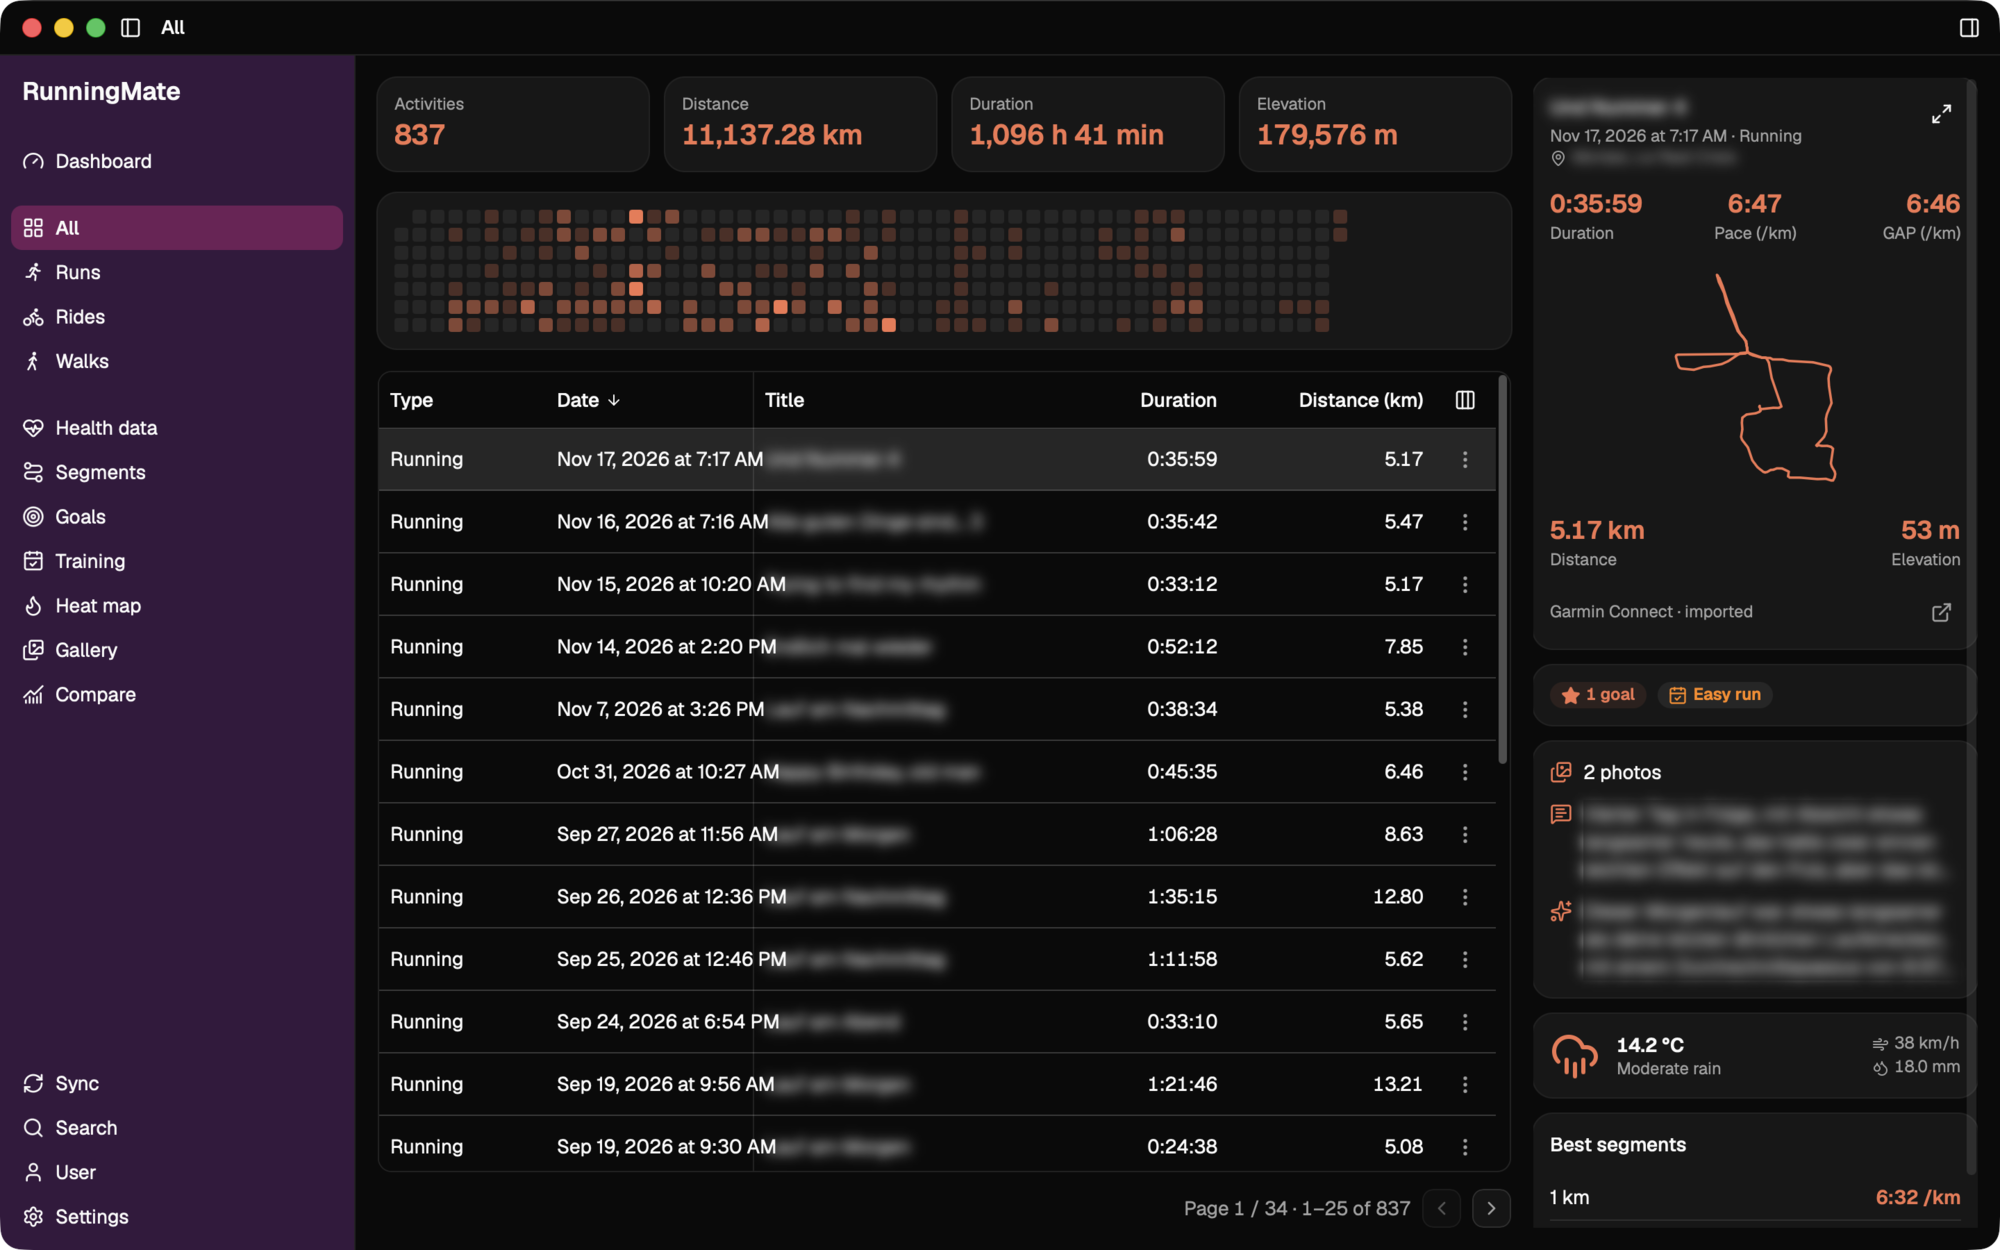 All
RunningMate
Dashboard
All
Runs
Rides
Walks
Health data
Segments
Goals
Training
Heat map
Gallery
Compare
Sync
Search
User
Settings
Activities
837
Distance
11,137.28 km
Duration
1,096 h 41 min
Elevation
179,576 m
Type Date Title Duration Distance (km)
Running Nov 17, 2026 at 7:17 AM 0:35:59 5.17
Running Nov 16, 2026 at 7:16 AM 0:35:42 5.47
Running Nov 15, 2026 at 10:20 AM 0:33:12 5.17
Running Nov 14, 2026 at 2:20 PM 0:52:12 7.85
Running Nov 7, 2026 at 3:26 PM 0:38:34 5.38
Running Oct 31, 2026 at 10:27 AM 0:45:35 6.46
Running Sep 27, 2026 at 11:56 AM 1:06:28 8.63
Running Sep 26, 2026 at 12:36 PM 1:35:15 12.80
Running Sep 25, 2026 at 12:46 PM 1:11:58 5.62
Running Sep 24, 2026 at 6:54 PM 0:33:10 5.65
Running Sep 19, 2026 at 9:56 AM 1:21:46 13.21
Running Sep 19, 2026 at 9:30 AM 0:24:38 5.08
Page 1 / 34 · 1–25 of 837
Nov 17, 2026 at 7:17 AM · Running
0:35:59 6:47 6:46
Duration Pace (/km) GAP (/km)
5.17 km 53 m
Distance Elevation
Garmin Connect · imported
1 goal Easy run
2 photos
14.2 °C 38 km/h
Moderate rain 18.0 mm
Best segments
1 km 6:32 /km